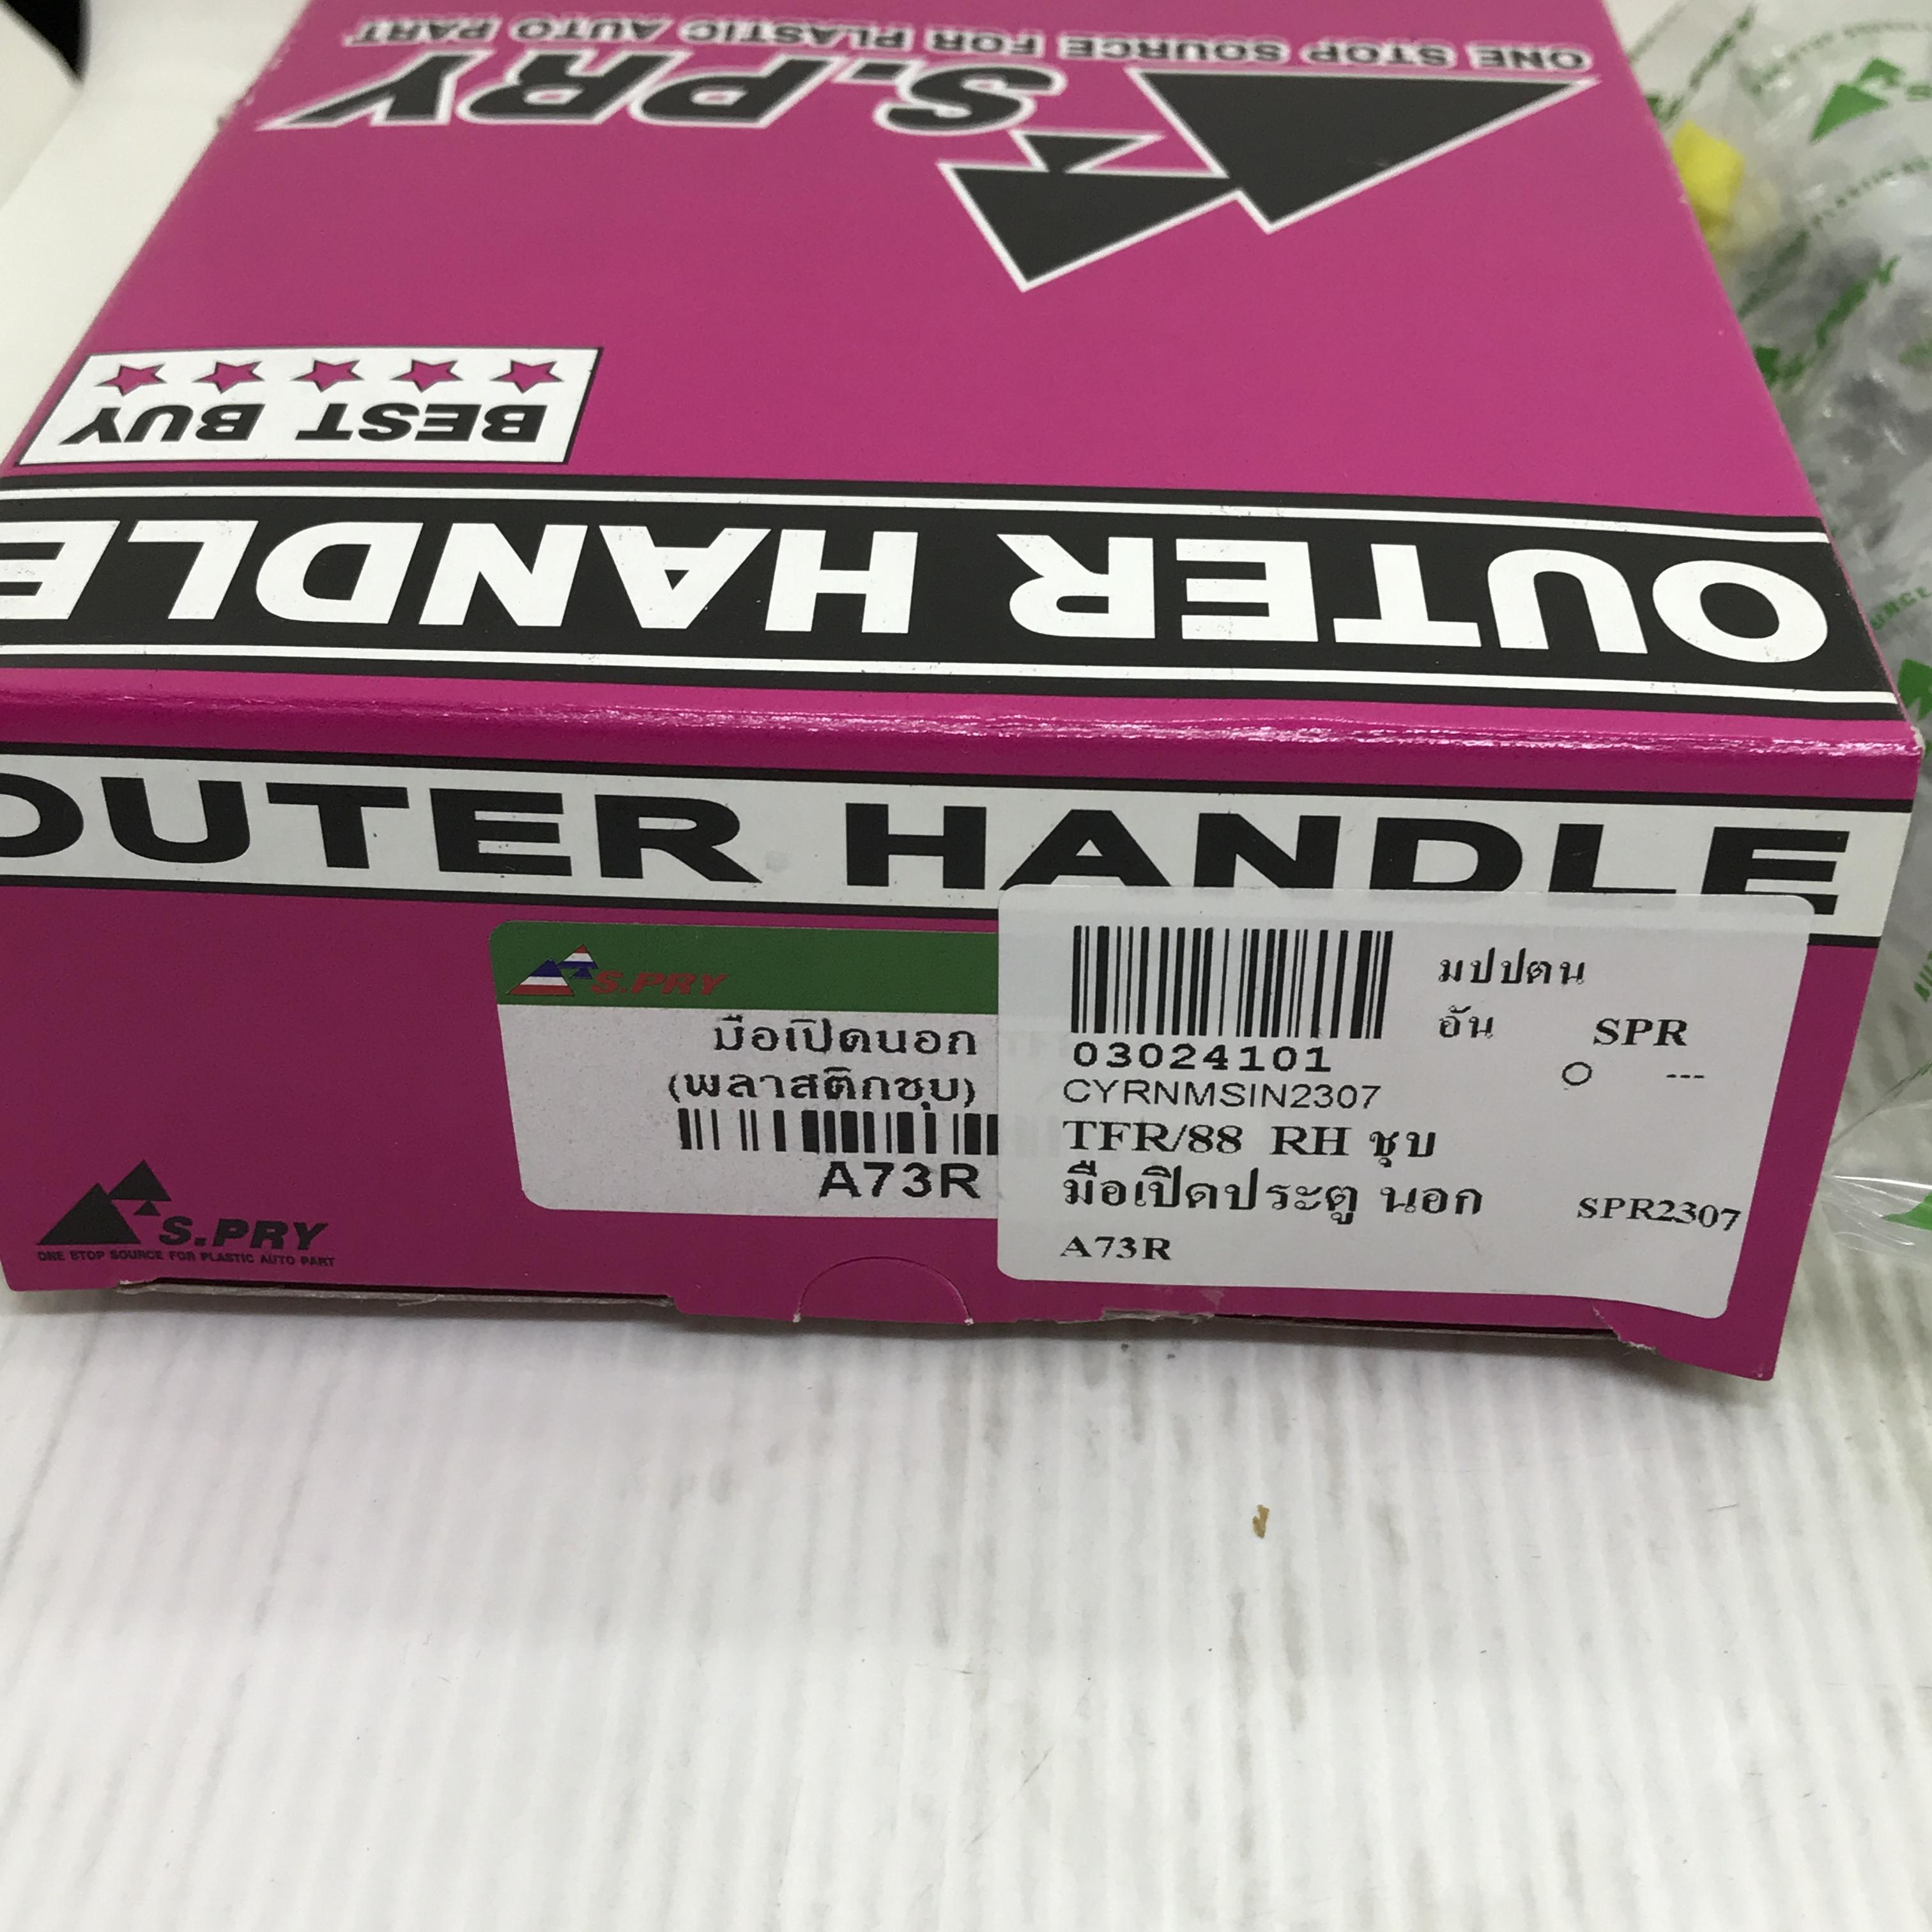 ONE STOP SOURCE FOR PLASTIC AUTO PART
S.PRY
BEST BUY
OUTER HANDLE
OUTER HANDLE
S.PRY
มือเปิดนอก
(พลาสติกชุบ)
A73R
03024101
CYRNMSIN2307
TFR/88 RH ชุบ
มือเปิดประตู นอก
A73R
มปปตน
อัน SPR
O ---
SPR2307
S.PRY
ONE STOP SOURCE FOR PLASTIC AUTO PART